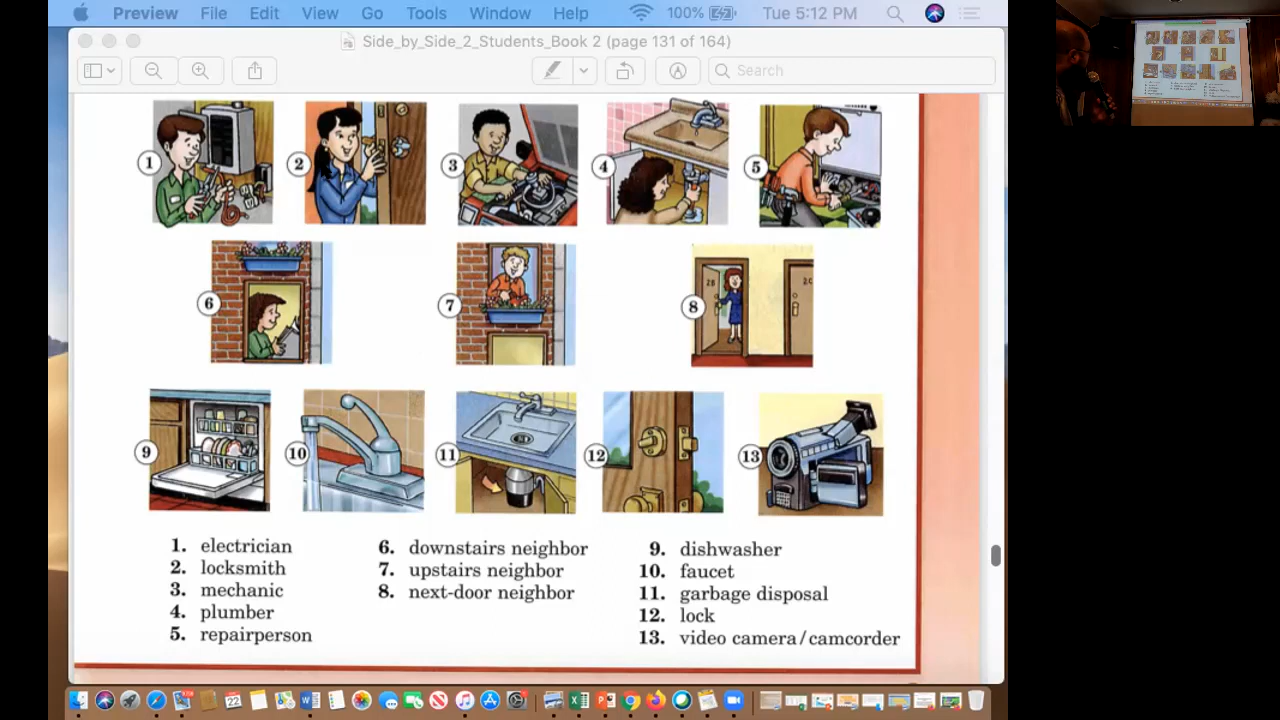 Preview File Edit View Go Tools Window Help 100% Tue 5:12 PM
Side_by_Side_2_Students_Book 2 (page 131 of 164)
Search
1 2 3 4 5
6 7 8
2B 2C
9 10 11 12 13
1. electrician
2. locksmith
3. mechanic
4. plumber
5. repairperson
6. downstairs neighbor
7. upstairs neighbor
8. next-door neighbor
9. dishwasher
10. faucet
11. garbage disposal
12. lock
13. video camera/camcorder
22